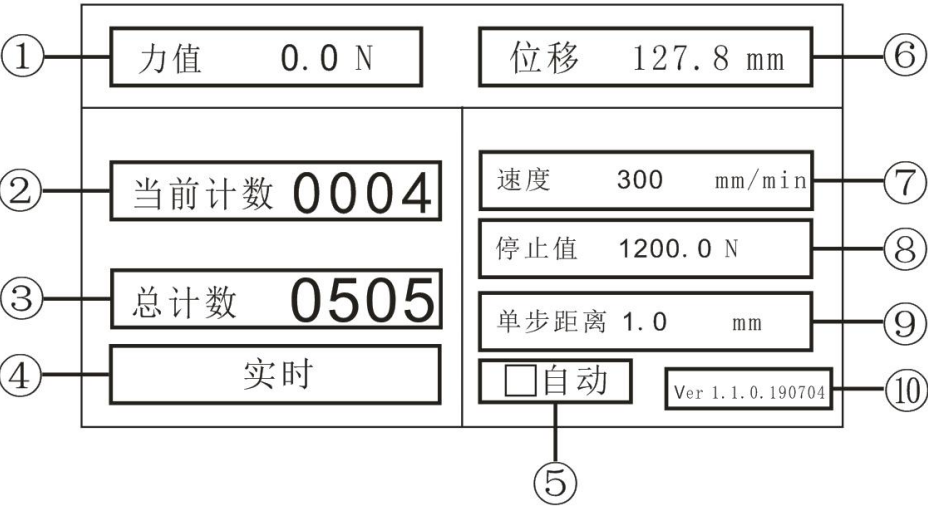 ① 力值 0.0 N
位移 127.8 mm ⑥
② 当前计数 0004
③ 总计数 0505
④ 实时
速度 300 mm/min ⑦
停止值 1200.0 N ⑧
单步距离 1.0 mm ⑨
□自动
⑤
Ver 1.1.0.190704 ⑩